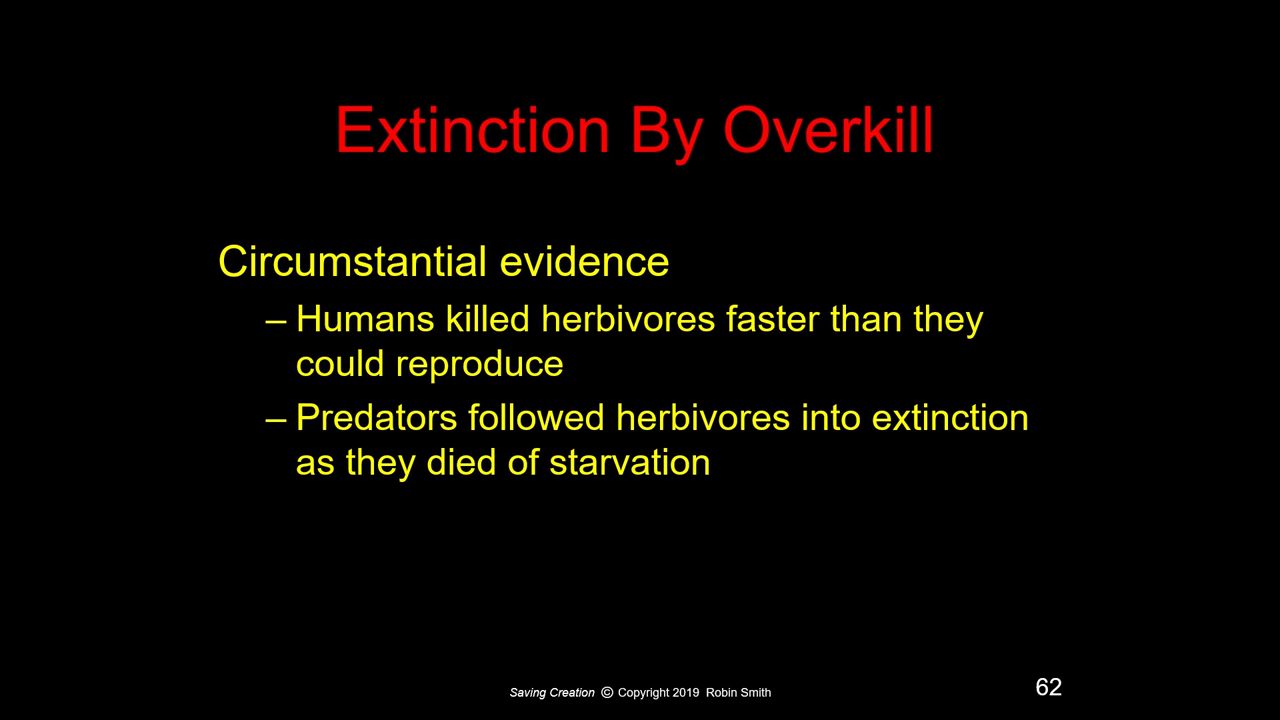 Extinction By Overkill
Circumstantial evidence
– Humans killed herbivores faster than they
could reproduce
– Predators followed herbivores into extinction
as they died of starvation
Saving Creation © Copyright 2019 Robin Smith
62